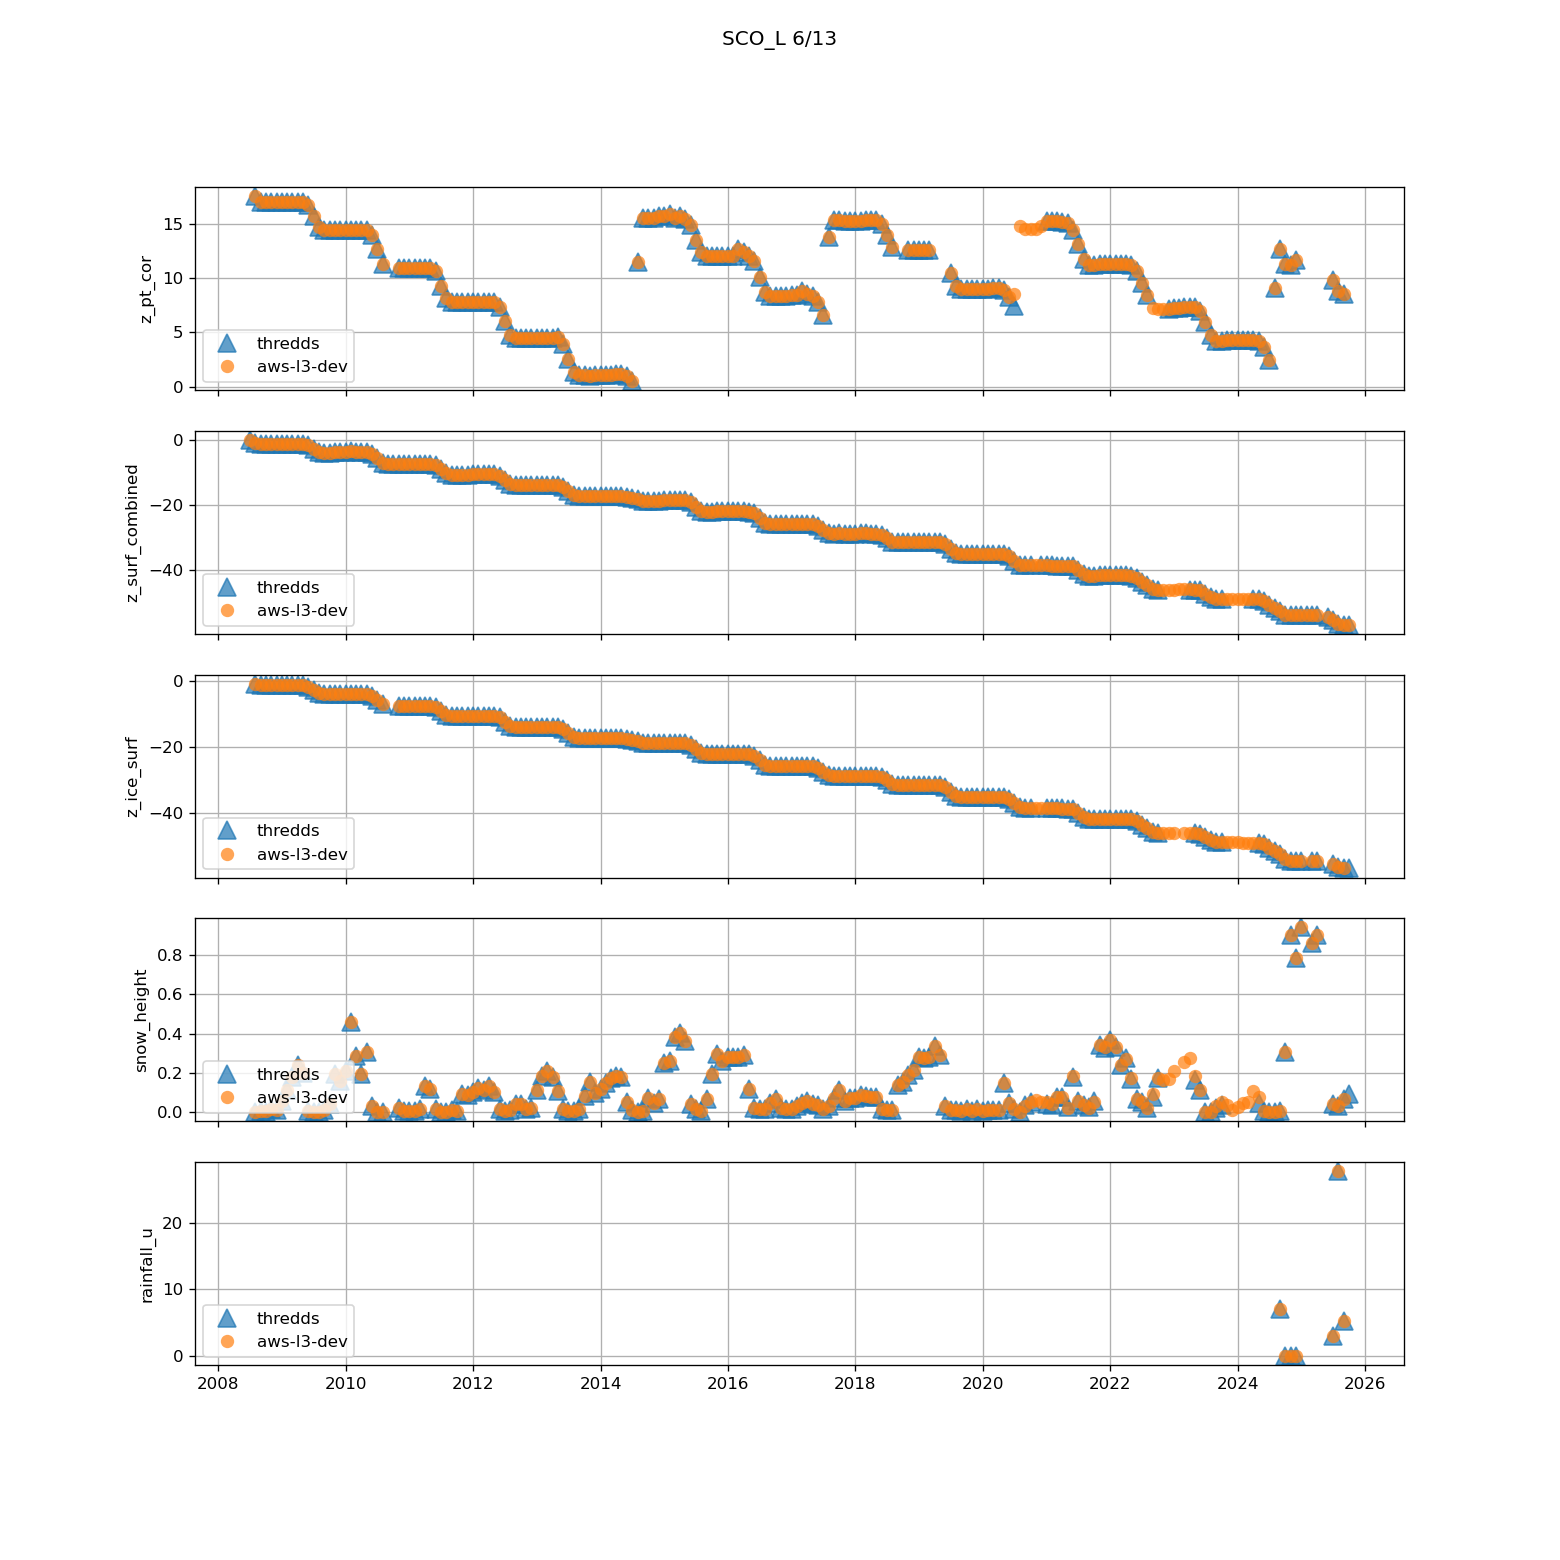 SCO_L 6/13
z_pt_cor
15
10
5
0
thredds
aws-l3-dev
z_surf_combined
0
−20
−40
thredds
aws-l3-dev
z_ice_surf
0
−20
−40
thredds
aws-l3-dev
snow_height
0.8
0.6
0.4
0.2
0.0
thredds
aws-l3-dev
rainfall_u
20
10
0
thredds
aws-l3-dev
2008 2010 2012 2014 2016 2018 2020 2022 2024 2026